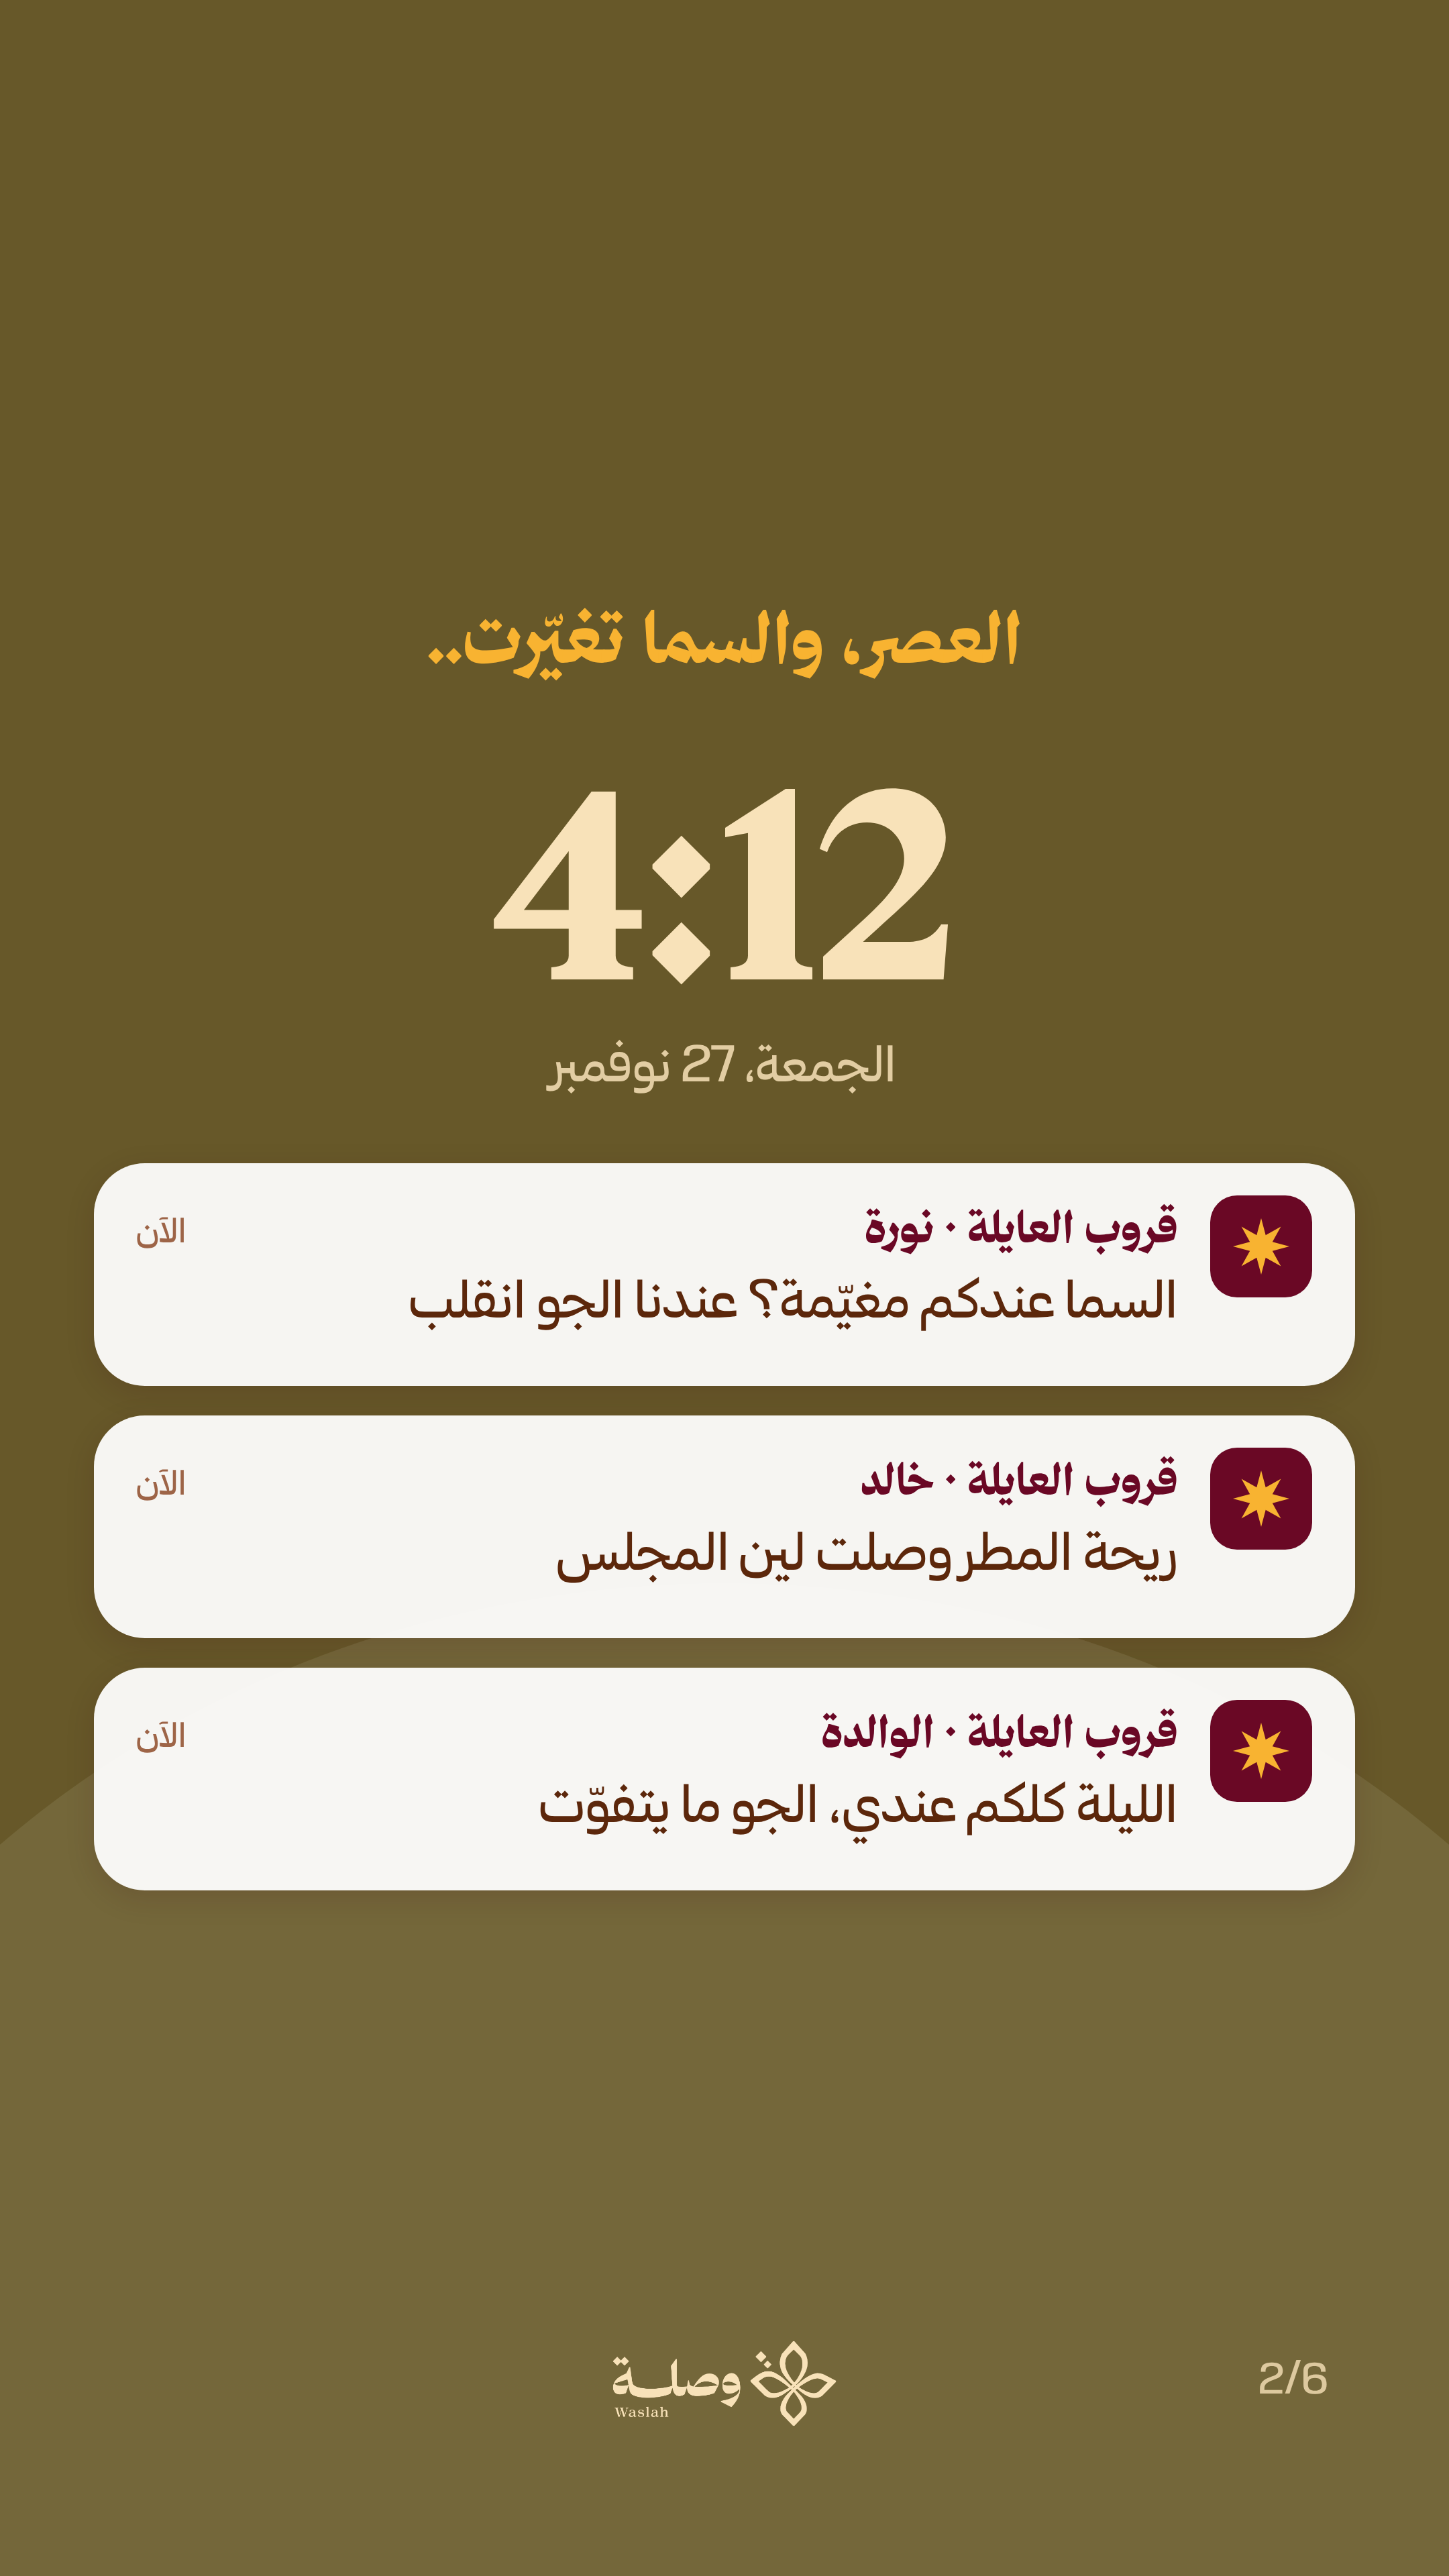 العصر، والسما تغيّرت..
4:12
الجمعة، 27 نوفمبر
قروب العايلة · نورة
الآن
السما عندكم مغيّمة؟ عندنا الجو انقلب
قروب العايلة · خالد
الآن
ريحة المطر وصلت لين المجلس
قروب العايلة · الوالدة
الآن
الليلة كلكم عندي، الجو ما يتفوّت
2/6
وصلـة
Waslah